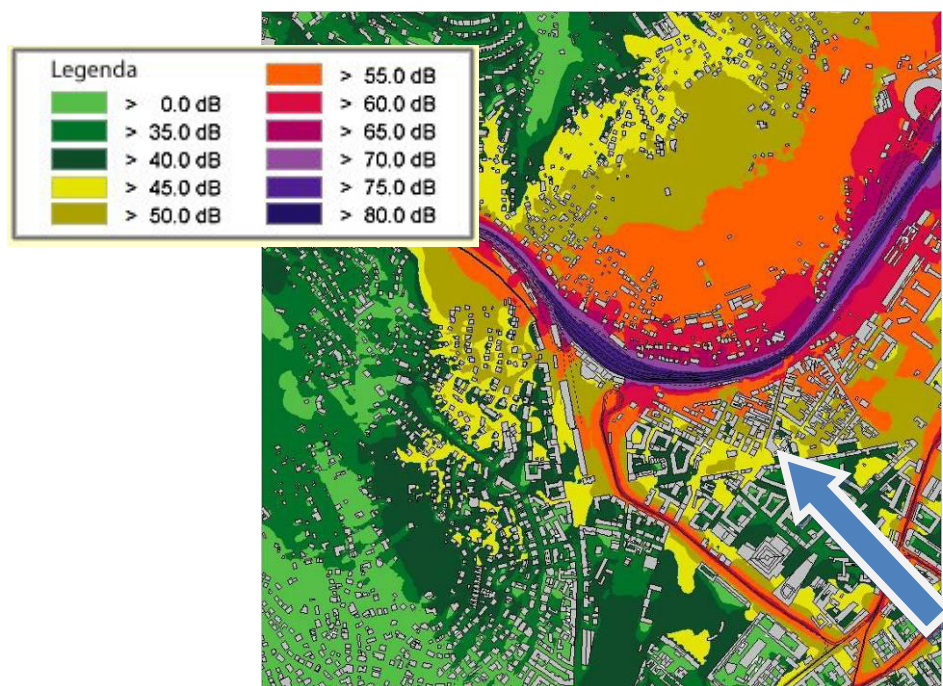 Legenda
> 0.0 dB
> 35.0 dB
> 40.0 dB
> 45.0 dB
> 50.0 dB
> 55.0 dB
> 60.0 dB
> 65.0 dB
> 70.0 dB
> 75.0 dB
> 80.0 dB